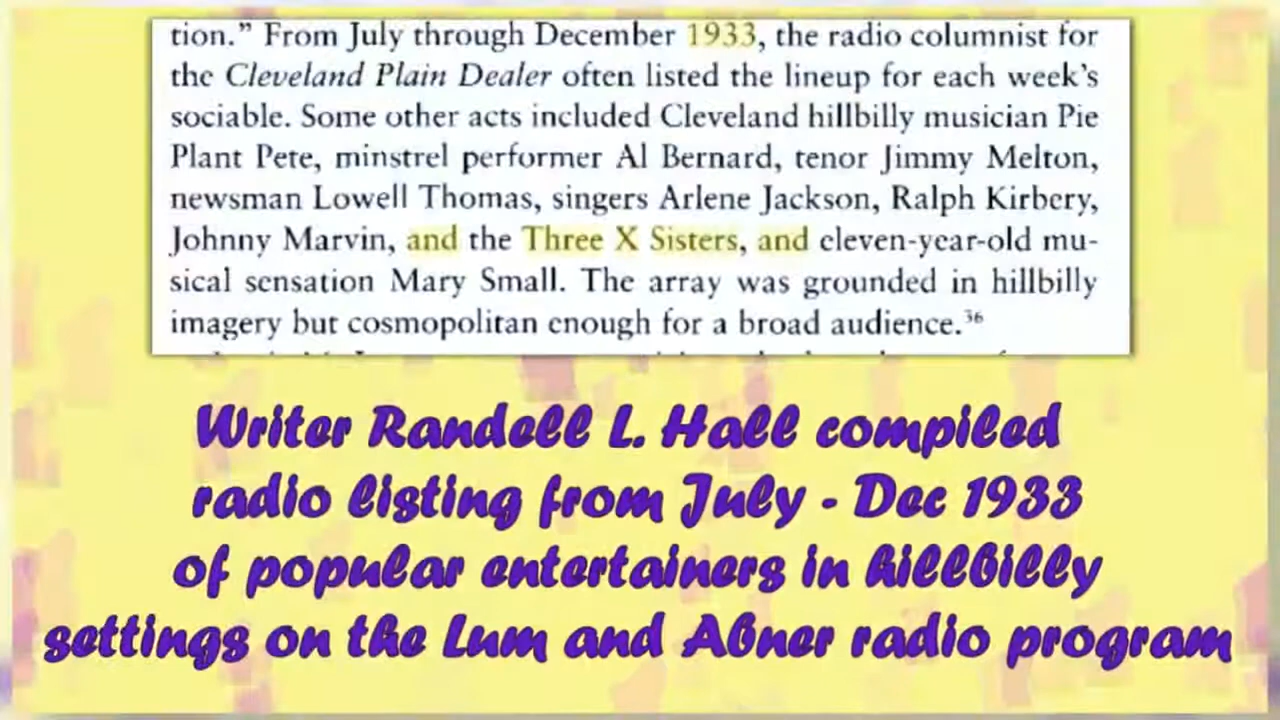 tion.” From July through December 1933, the radio columnist for
the Cleveland Plain Dealer often listed the lineup for each week’s
sociable. Some other acts included Cleveland hillbilly musician Pie
Plant Pete, minstrel performer Al Bernard, tenor Jimmy Melton,
newsman Lowell Thomas, singers Arlene Jackson, Ralph Kirbery,
Johnny Marvin, and the Three X Sisters, and eleven-year-old mu-
sical sensation Mary Small. The array was grounded in hillbilly
imagery but cosmopolitan enough for a broad audience.36
Writer Randell L. Hall compiled
radio listing from July - Dec 1933
of popular entertainers in hillbilly
settings on the Lum and Abner radio program